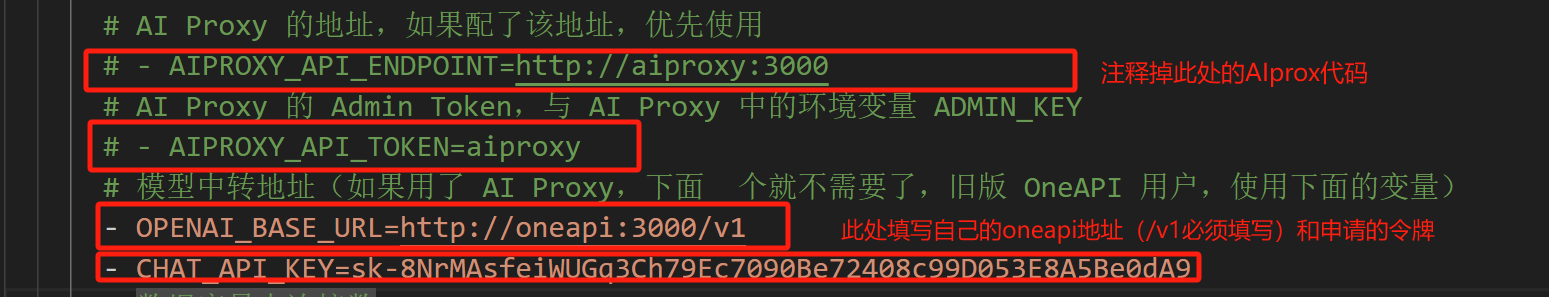 # AI Proxy 的地址，如果配了该地址，优先使用
# - AIPROXY_API_ENDPOINT=http://aiproxy:3000
注释掉此处的AIprox代码
# AI Proxy 的 Admin Token，与 AI Proxy 中的环境变量 ADMIN_KEY
# - AIPROXY_API_TOKEN=aiproxy
# 模型中转地址（如果用了 AI Proxy，下面 个就不需要了，旧版 OneAPI 用户，使用下面的变量）
- OPENAI_BASE_URL=http://oneapi:3000/v1
此处填写自己的oneapi地址（/v1必须填写）和申请的令牌
- CHAT_API_KEY=sk-8NrMAsfeiWUGq3Ch79Ec7090Be72408c99D053E8A5Be0dA9